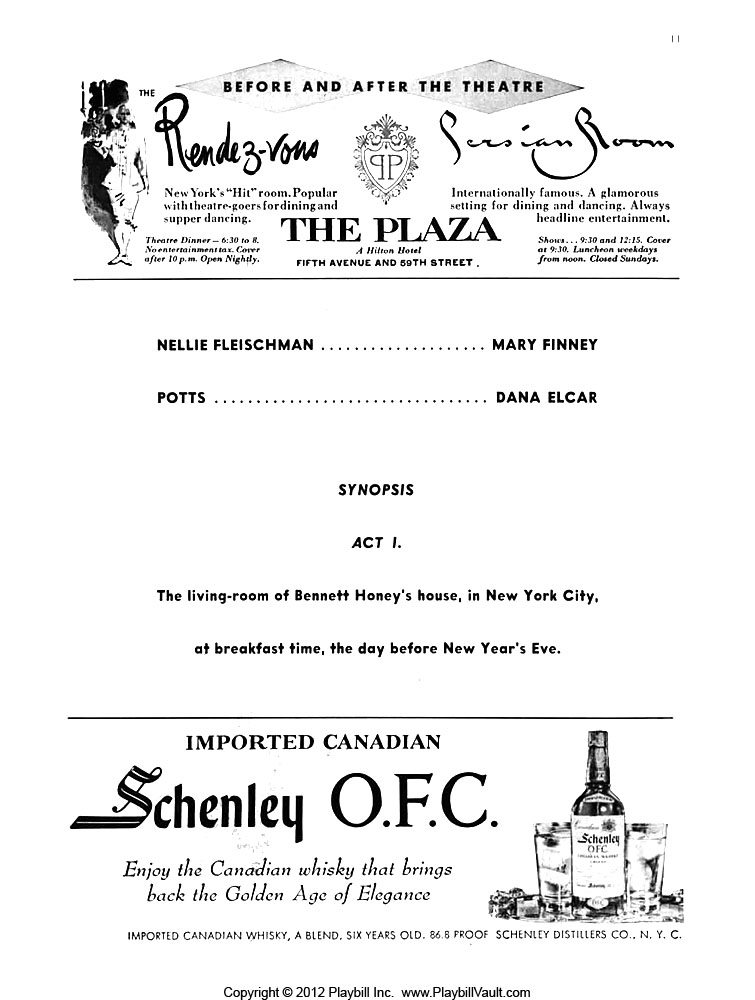 11
BEFORE AND AFTER THE THEATRE
THE
Rendez-vous
PP
Persian Room
New York's "Hit" room. Popular
with theatre-goers for dining and
supper dancing.
Internationally famous. A glamorous
setting for dining and dancing. Always
headline entertainment.
THE PLAZA
A Hilton Hotel
FIFTH AVENUE AND 59TH STREET.
Theatre Dinner — 6:30 to 8.
No entertainment tax. Cover
after 10 p.m. Open Nightly.
Shows... 9:30 and 12:15. Cover
at 9:30. Luncheon weekdays
from noon. Closed Sundays.
NELLIE FLEISCHMAN .................... MARY FINNEY
POTTS ................................. DANA ELCAR
SYNOPSIS
ACT I.
The living-room of Bennett Honey's house, in New York City,
at breakfast time, the day before New Year's Eve.
IMPORTED CANADIAN
Schenley O.F.C.
Enjoy the Canadian whisky that brings
back the Golden Age of Elegance
Schenley
OFC
CANADIAN WHISKY
IMPORTED CANADIAN WHISKY, A BLEND, SIX YEARS OLD. 86.8 PROOF SCHENLEY DISTILLERS CO., N. Y. C.
Copyright © 2012 Playbill Inc. www.PlaybillVault.com